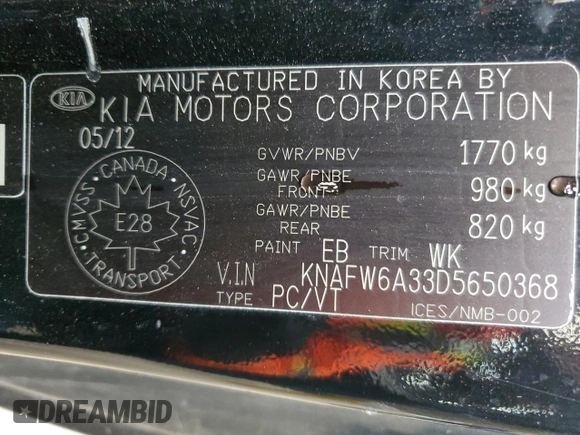 MANUFACTURED IN KOREA BY
KIA KIA MOTORS CORPORATION
05/12
GVWR/PNBV 1770 kg
GAWR/PNBE
FRONT 980 kg
GAWR/PNBE
REAR 820 kg
CMVSS · CANADA · NSVAC
E28
TRANSPORT
PAINT EB TRIM WK
V.I.N KNAFW6A33D5650368
TYPE PC/VT
ICES/NMB-002
DREAMBID